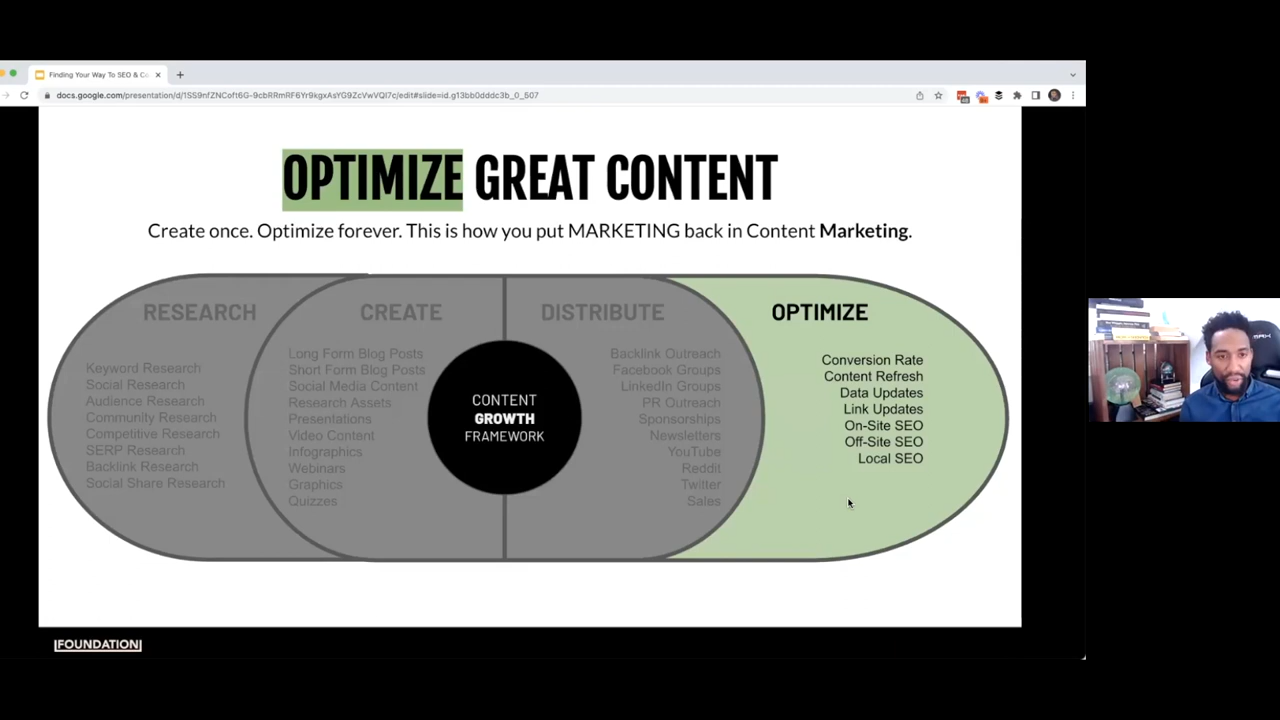 Finding Your Way To SEO & Co
docs.google.com/presentation/d/1SS9nfZNCoft6G-9cbRRmRF6Yr9kgxAsYG9ZcVwVQI7c/edit#slide=id.g13bb0dddc3b_0_507
OPTIMIZE GREAT CONTENT
Create once. Optimize forever. This is how you put MARKETING back in Content Marketing.
RESEARCH
Keyword Research
Social Research
Audience Research
Community Research
Competitive Research
SERP Research
Backlink Research
Social Share Research
CREATE
Long Form Blog Posts
Short Form Blog Posts
Social Media Content
Research Assets
Presentations
Video Content
Infographics
Webinars
Graphics
Quizzes
CONTENT
GROWTH
FRAMEWORK
DISTRIBUTE
Backlink Outreach
Facebook Groups
LinkedIn Groups
PR Outreach
Sponsorships
Newsletters
YouTube
Reddit
Twitter
Sales
OPTIMIZE
Conversion Rate
Content Refresh
Data Updates
Link Updates
On-Site SEO
Off-Site SEO
Local SEO
|FOUNDATION|